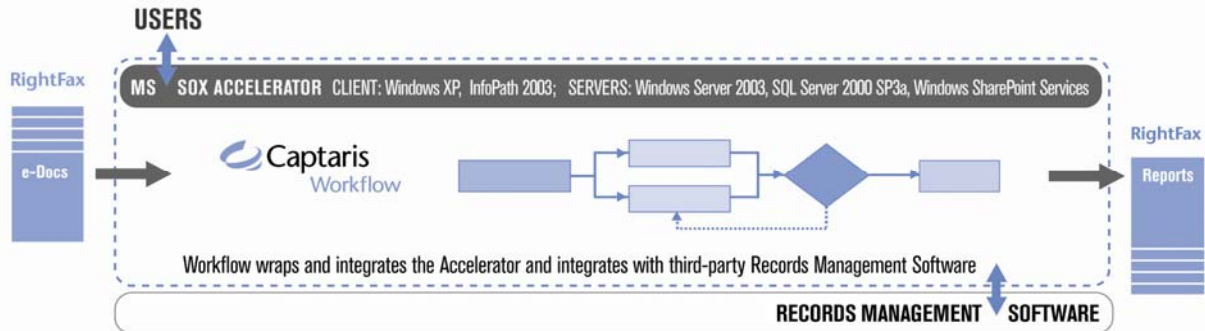 USERS
RightFax
e-Docs
MS SOX ACCELERATOR CLIENT: Windows XP, InfoPath 2003; SERVERS: Windows Server 2003, SQL Server 2000 SP3a, Windows SharePoint Services
Captaris
Workflow
RightFax
Reports
Workflow wraps and integrates the Accelerator and integrates with third-party Records Management Software
RECORDS MANAGEMENT SOFTWARE